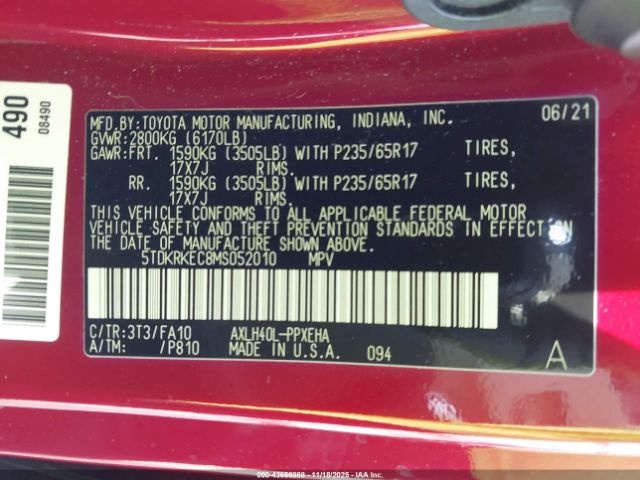 490
08490
MFD.BY:TOYOTA MOTOR MANUFACTURING, INDIANA, INC. 06/21
GVWR:2800KG (6170LB)
GAWR:FRT. 1590KG (3505LB) WITH P235/65R17 TIRES,
17X7J RIMS.
RR. 1590KG (3505LB) WITH P235/65R17 TIRES,
17X7J RIMS.
THIS VEHICLE CONFORMS TO ALL APPLICABLE FEDERAL MOTOR
VEHICLE SAFETY THEFT PREVENTION STANDARDS IN EFFECT ON
THE DATE OF MANUFACTURE SHOWN ABOVE.
5TDKRKEC8MS052010 MPV
C/TR:3T3/FA10 AXLH40L-PPXEHA
A/TM: /P810 MADE IN U.S.A. 094 A
000-43656888 11/18/2025 IAA, Inc. Copyright